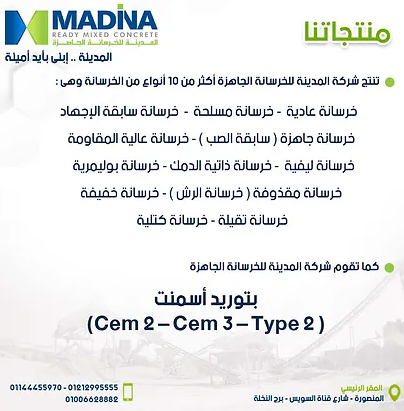 MADINA
READY MIXED CONCRETE
المدينة للخرسانة الجاهزة
المدينة .. إبنى بأيد أمينة
منتجاتنا
تنتج شركة المدينة للخرسانة الجاهزة أكثر من 10 أنواع من الخرسانة وهى :
خرسانة عادية - خرسانة مسلحة - خرسانة سابقة الإجهاد
خرسانة جاهزة ( سابقة الصب ) - خرسانة عالية المقاومة
خرسانة ليفية - خرسانة ذاتية الدمك - خرسانة بوليمرية
خرسانة مقذوفة ( خرسانة الرش ) - خرسانة خفيفة
خرسانة تقيلة - خرسانة كتلية
كما تقوم شركة المدينة للخرسانة الجاهزة
بتوريد أسمنت
(Cem 2 – Cem 3 – Type 2 )
المقر الرئيسي
المنصورة - شارع قناة السويس - برج النخلة
01144455970 - 01212995555
01006628882